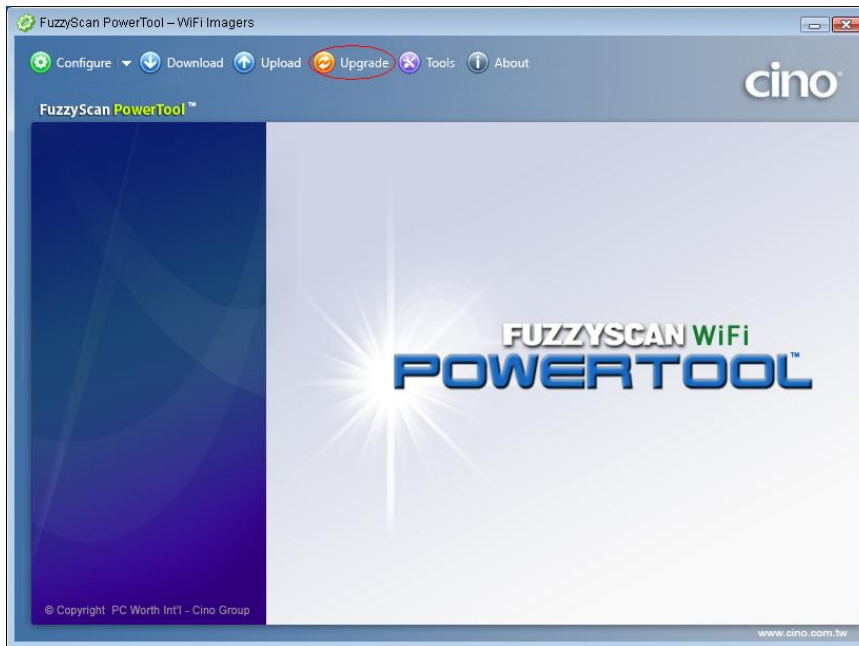 FuzzyScan PowerTool – WiFi Imagers
Configure Download Upload Upgrade Tools About
cino
FuzzyScan PowerTool™
FUZZYSCAN WiFi
POWERTOOL™
© Copyright PC Worth Int'l - Cino Group
www.cino.com.tw